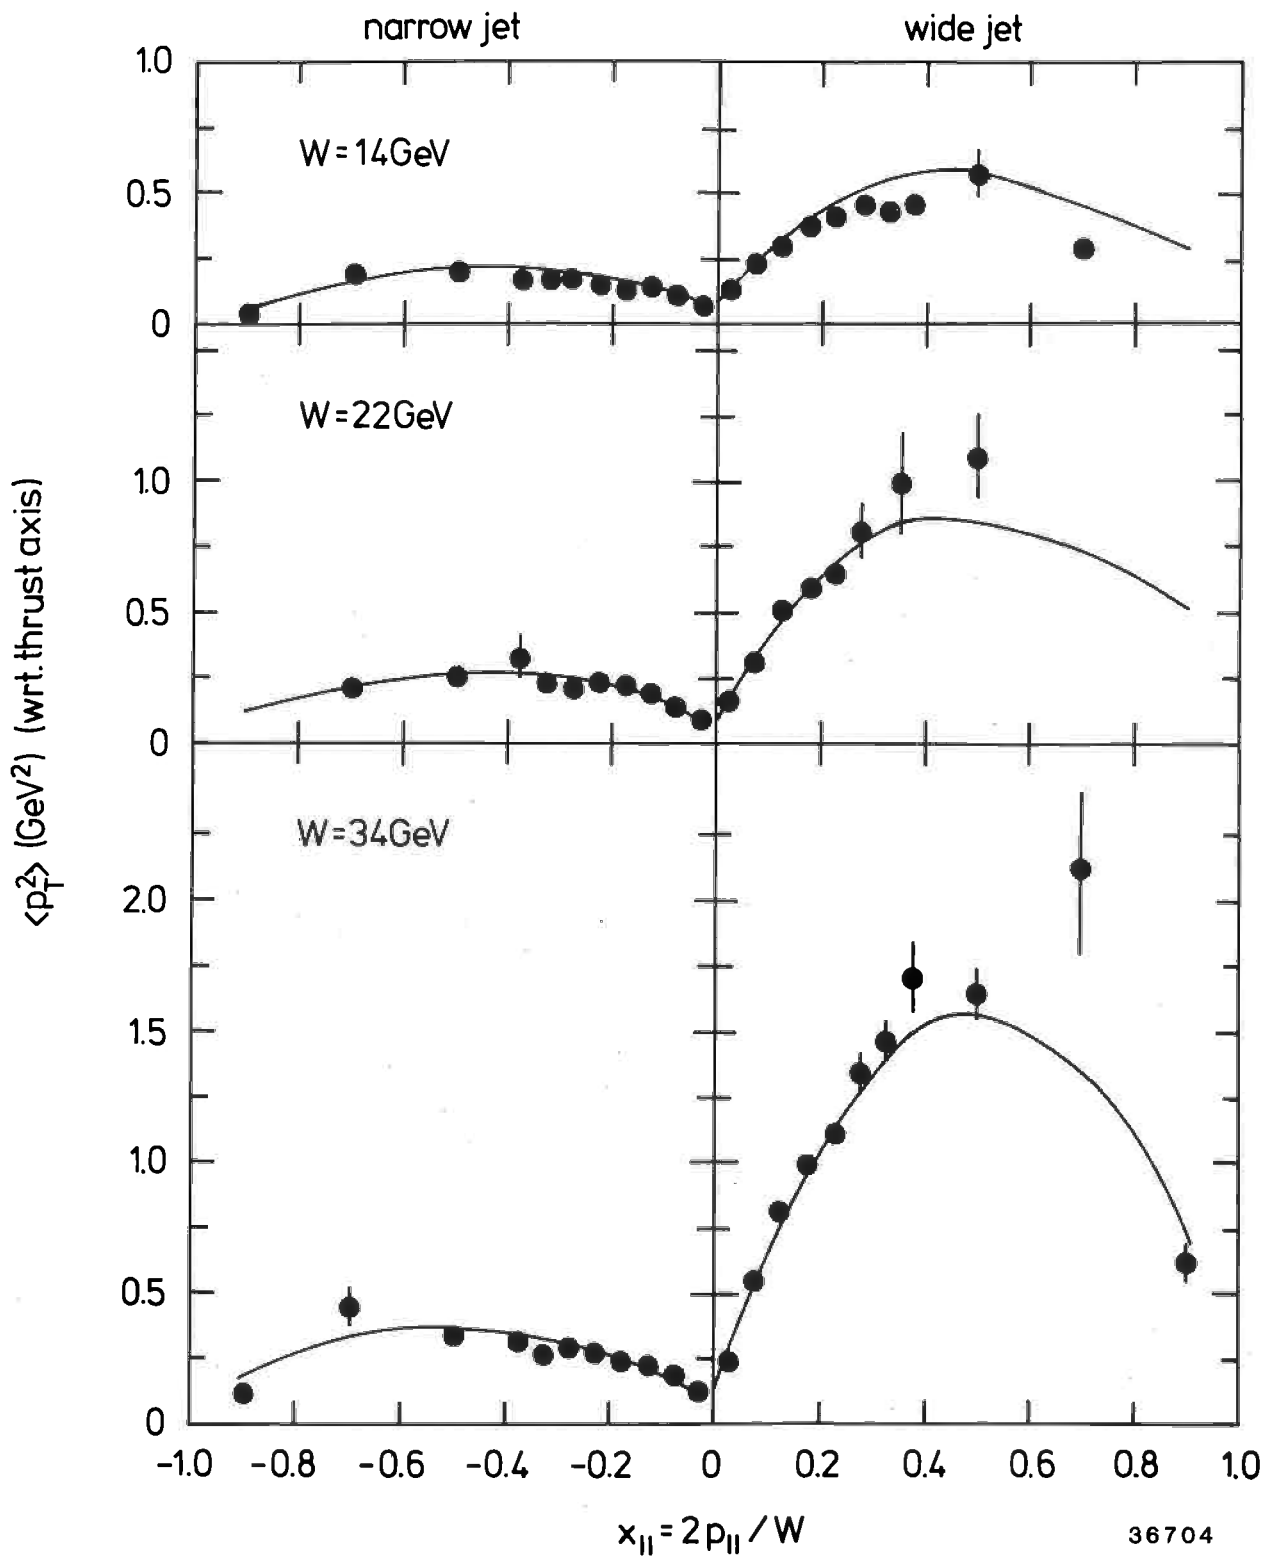 narrow jet wide jet
1.0
W=14GeV
0.5
0
W=22GeV
1.0
0.5
0
W=34GeV
2.0
1.5
1.0
0.5
0
<p_T^2> (GeV^2) (wrt. thrust axis)
-1.0 -0.8 -0.6 -0.4 -0.2 0 0.2 0.4 0.6 0.8 1.0
x_|| = 2p_|| / W
36704